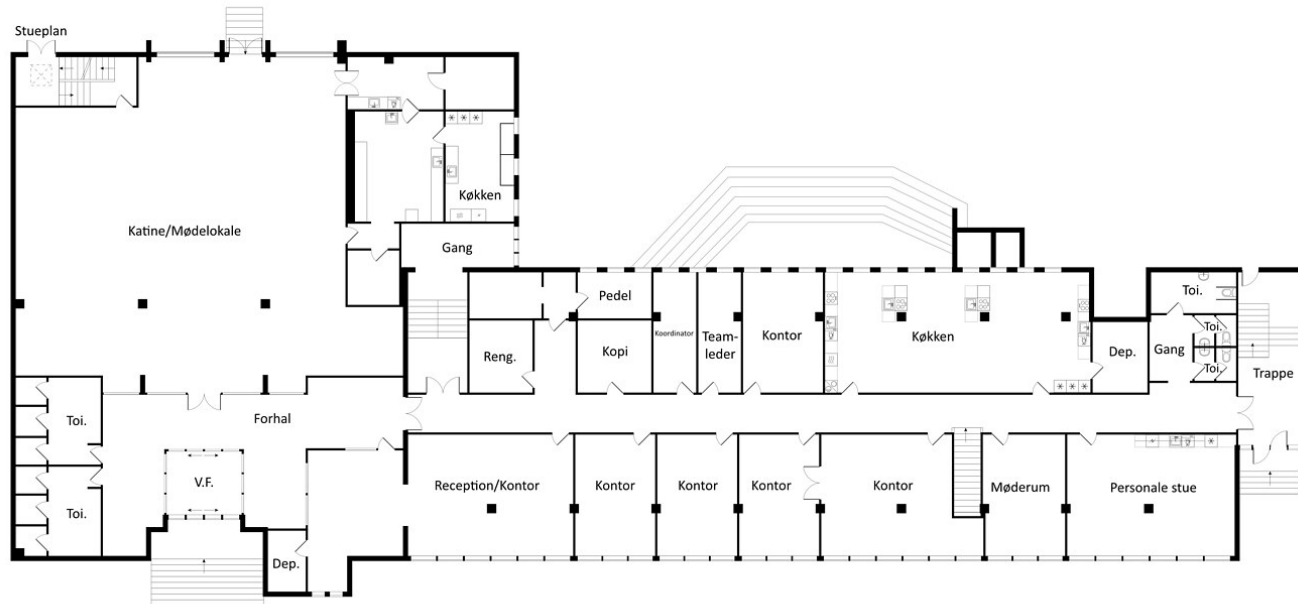 Stueplan
Køkken
Katine/Mødelokale
Gang
Pedel
Toi.
Koordinator
Team-
leder
Kontor
Køkken
Toi.
Reng.
Kopi
Dep.
Gang
Toi.
Trappe
Forhal
Toi.
V.F.
Reception/Kontor
Kontor
Kontor
Kontor
Kontor
Møderum
Personale stue
Toi.
Dep.